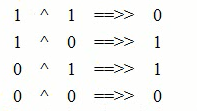 1 ^ 1 ==>> 0
1 ^ 0 ==>> 1
0 ^ 1 ==>> 1
0 ^ 0 ==>> 0